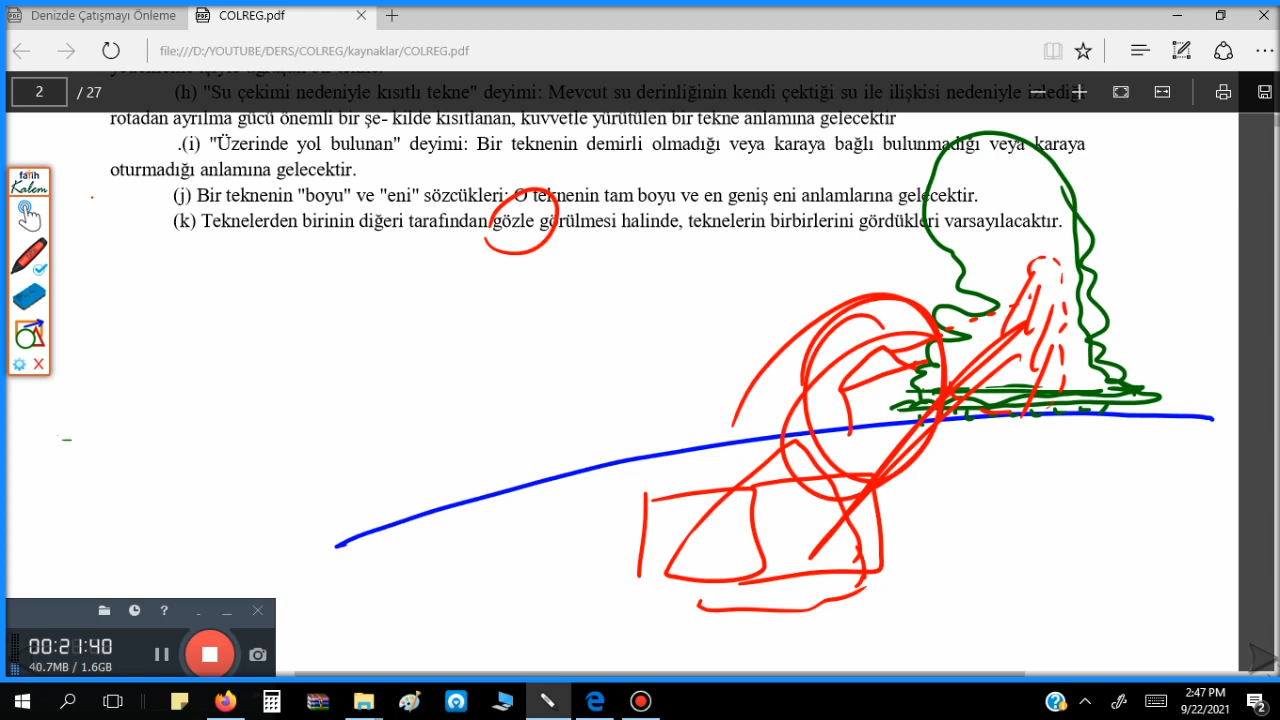 Denizde Çatışmayı Önleme
COLREG.pdf
file:///D:/YOUTUBE/DERS/COLREG/kaynaklar/COLREG.pdf
2 / 27
(h) "Su çekimi nedeniyle kısıtlı tekne" deyimi: Mevcut su derinliğinin kendi çektiği su ile ilişkisi nedeniyle izlediği
rotadan ayrılma gücü önemli bir şe- kilde kısıtlanan, kuvvetle yürütülen bir tekne anlamına gelecektir
.(i) "Üzerinde yol bulunan" deyimi: Bir teknenin demirli olmadığı veya karaya bağlı bulunmadığı veya karaya
oturmadığı anlamına gelecektir.
(j) Bir teknenin "boyu" ve "eni" sözcükleri: O teknenin tam boyu ve en geniş eni anlamlarına gelecektir.
(k) Teknelerden birinin diğeri tarafından gözle görülmesi halinde, teknelerin birbirlerini gördükleri varsayılacaktır.
fatih
Kalem
00:21:40
40.7MB / 1.6GB
2:47 PM
9/22/2021
2